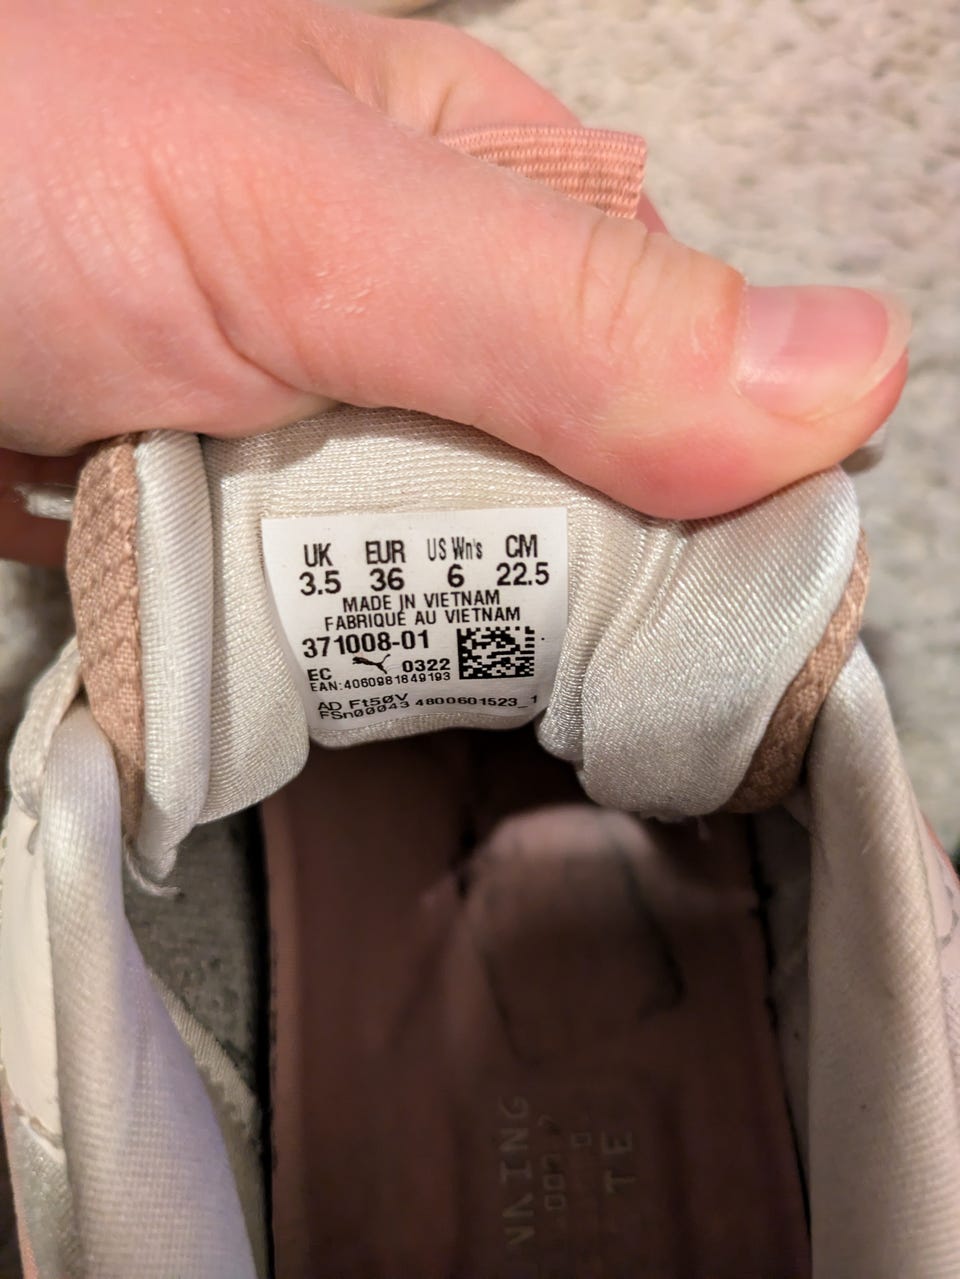 UK EUR US Wn's CM
3.5 36 6 22.5
MADE IN VIETNAM
FABRIQUÉ AU VIETNAM
371008-01
EC 0322
EAN:4060981849193
AD Ft50V
FSn00043 4800601523_1